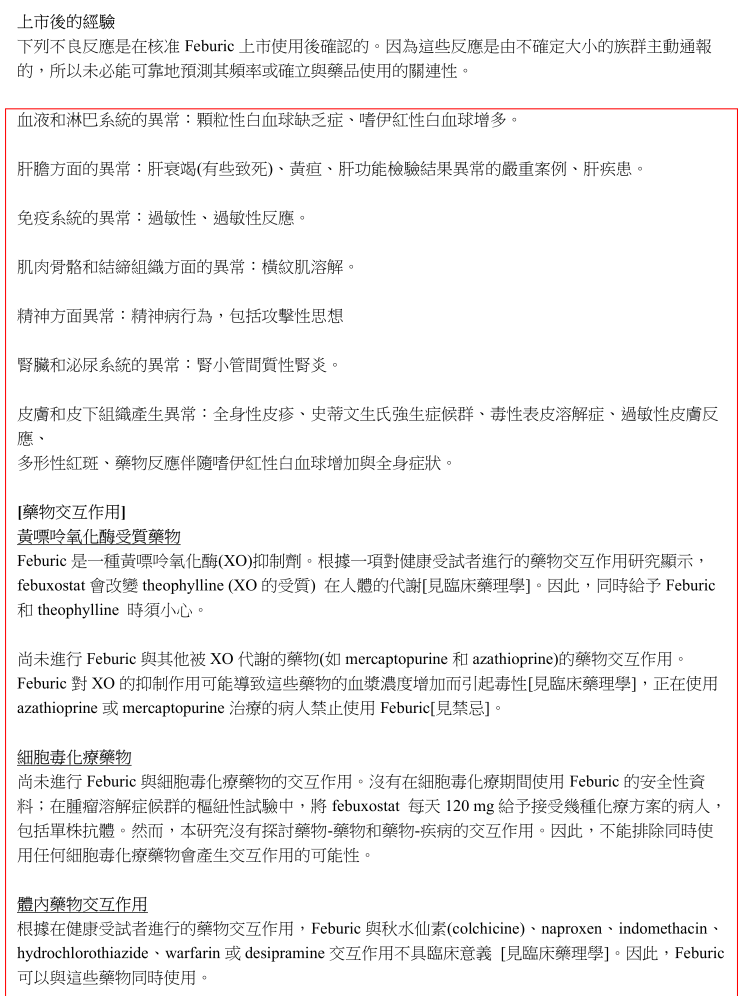 上市後的經驗
下列不良反應是在核准 Feburic 上市使用後確認的。因為這些反應是由不確定大小的族群主動通報
的，所以未必能可靠地預測其頻率或確立與藥品使用的關連性。
血液和淋巴系統的異常：顆粒性白血球缺乏症、嗜伊紅性白血球增多。
肝膽方面的異常：肝衰竭(有些致死)、黃疸、肝功能檢驗結果異常的嚴重案例、肝疾患。
免疫系統的異常：過敏性、過敏性反應。
肌肉骨骼和結締組織方面的異常：橫紋肌溶解。
精神方面異常：精神病行為，包括攻擊性思想
腎臟和泌尿系統的異常：腎小管間質性腎炎。
皮膚和皮下組織產生異常：全身性皮疹、史蒂文生氏強生症候群、毒性表皮溶解症、過敏性皮膚反
應、
多形性紅斑、藥物反應伴隨嗜伊紅性白血球增加與全身症狀。
[藥物交互作用]
黃嘌呤氧化酶受質藥物
Feburic 是一種黃嘌呤氧化酶(XO)抑制劑。根據一項對健康受試者進行的藥物交互作用研究顯示，
febuxostat 會改變 theophylline (XO 的受質) 在人體的代謝[見臨床藥理學]。因此，同時給予 Feburic
和 theophylline 時須小心。
尚未進行 Feburic 與其他被 XO 代謝的藥物(如 mercaptopurine 和 azathioprine)的藥物交互作用。
Feburic 對 XO 的抑制作用可能導致這些藥物的血漿濃度增加而引起毒性[見臨床藥理學]，正在使用
azathioprine 或 mercaptopurine 治療的病人禁止使用 Feburic[見禁忌]。
細胞毒化療藥物
尚未進行 Feburic 與細胞毒化療藥物的交互作用。沒有在細胞毒化療期間使用 Feburic 的安全性資
料；在腫瘤溶解症候群的樞紐性試驗中，將 febuxostat 每天 120 mg 給予接受幾種化療方案的病人，
包括單株抗體。然而，本研究沒有探討藥物-藥物和藥物-疾病的交互作用。因此，不能排除同時使
用任何細胞毒化療藥物會產生交互作用的可能性。
體內藥物交互作用
根據在健康受試者進行的藥物交互作用，Feburic 與秋水仙素(colchicine)、naproxen、indomethacin、
hydrochlorothiazide、warfarin 或 desipramine 交互作用不具臨床意義 [見臨床藥理學]。因此，Feburic
可以與這些藥物同時使用。